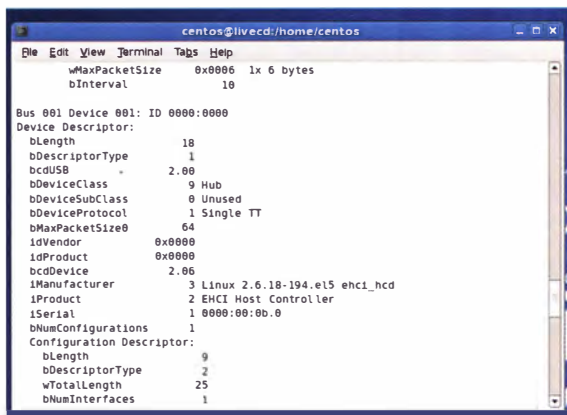 centos@livecd:/home/centos
File Edit View Terminal Tabs Help
wMaxPacketSize 0x0006 1x 6 bytes
bInterval 10
Bus 001 Device 001: ID 0000:0000
Device Descriptor:
bLength 18
bDescriptorType 1
bcdUSB 2.00
bDeviceClass 9 Hub
bDeviceSubClass 0 Unused
bDeviceProtocol 1 Single TT
bMaxPacketSize0 64
idVendor 0x0000
idProduct 0x0000
bcdDevice 2.06
iManufacturer 3 Linux 2.6.18-194.el5 ehci_hcd
iProduct 2 EHCI Host Controller
iSerial 1 0000:00:0b.0
bNumConfigurations 1
Configuration Descriptor:
bLength 9
bDescriptorType 2
wTotalLength 25
bNumInterfaces 1